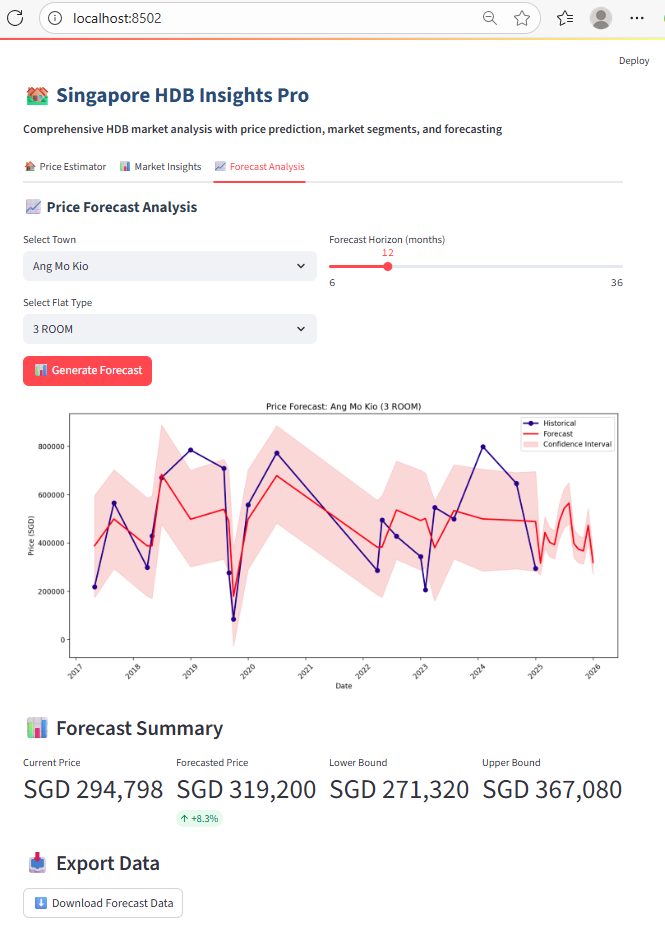 localhost:8502
Deploy
Singapore HDB Insights Pro
Comprehensive HDB market analysis with price prediction, market segments, and forecasting
Price Estimator
Market Insights
Forecast Analysis
Price Forecast Analysis
Select Town
Ang Mo Kio
Forecast Horizon (months)
12
6
36
Select Flat Type
3 ROOM
Generate Forecast
Price Forecast: Ang Mo Kio (3 ROOM)
Historical
Forecast
Confidence Interval
800000
600000
400000
200000
0
Price (SGD)
2017
2018
2019
2020
2021
2022
2023
2024
2025
2026
Date
Forecast Summary
Current Price
SGD 294,798
Forecasted Price
SGD 319,200
↑ +8.3%
Lower Bound
SGD 271,320
Upper Bound
SGD 367,080
Export Data
Download Forecast Data